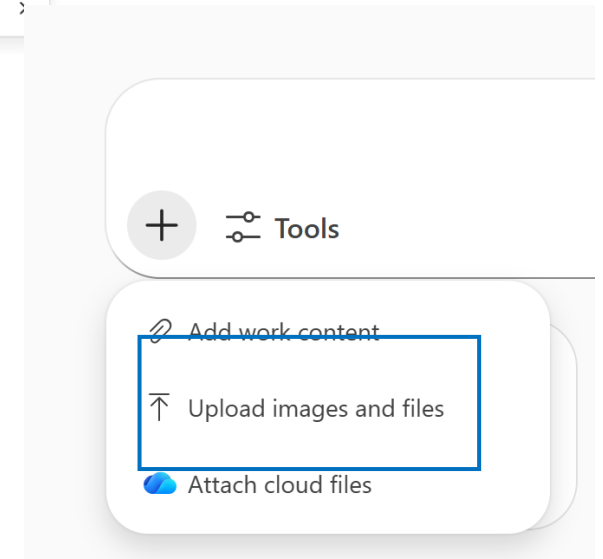 Tools
Add work content
Upload images and files
Attach cloud files